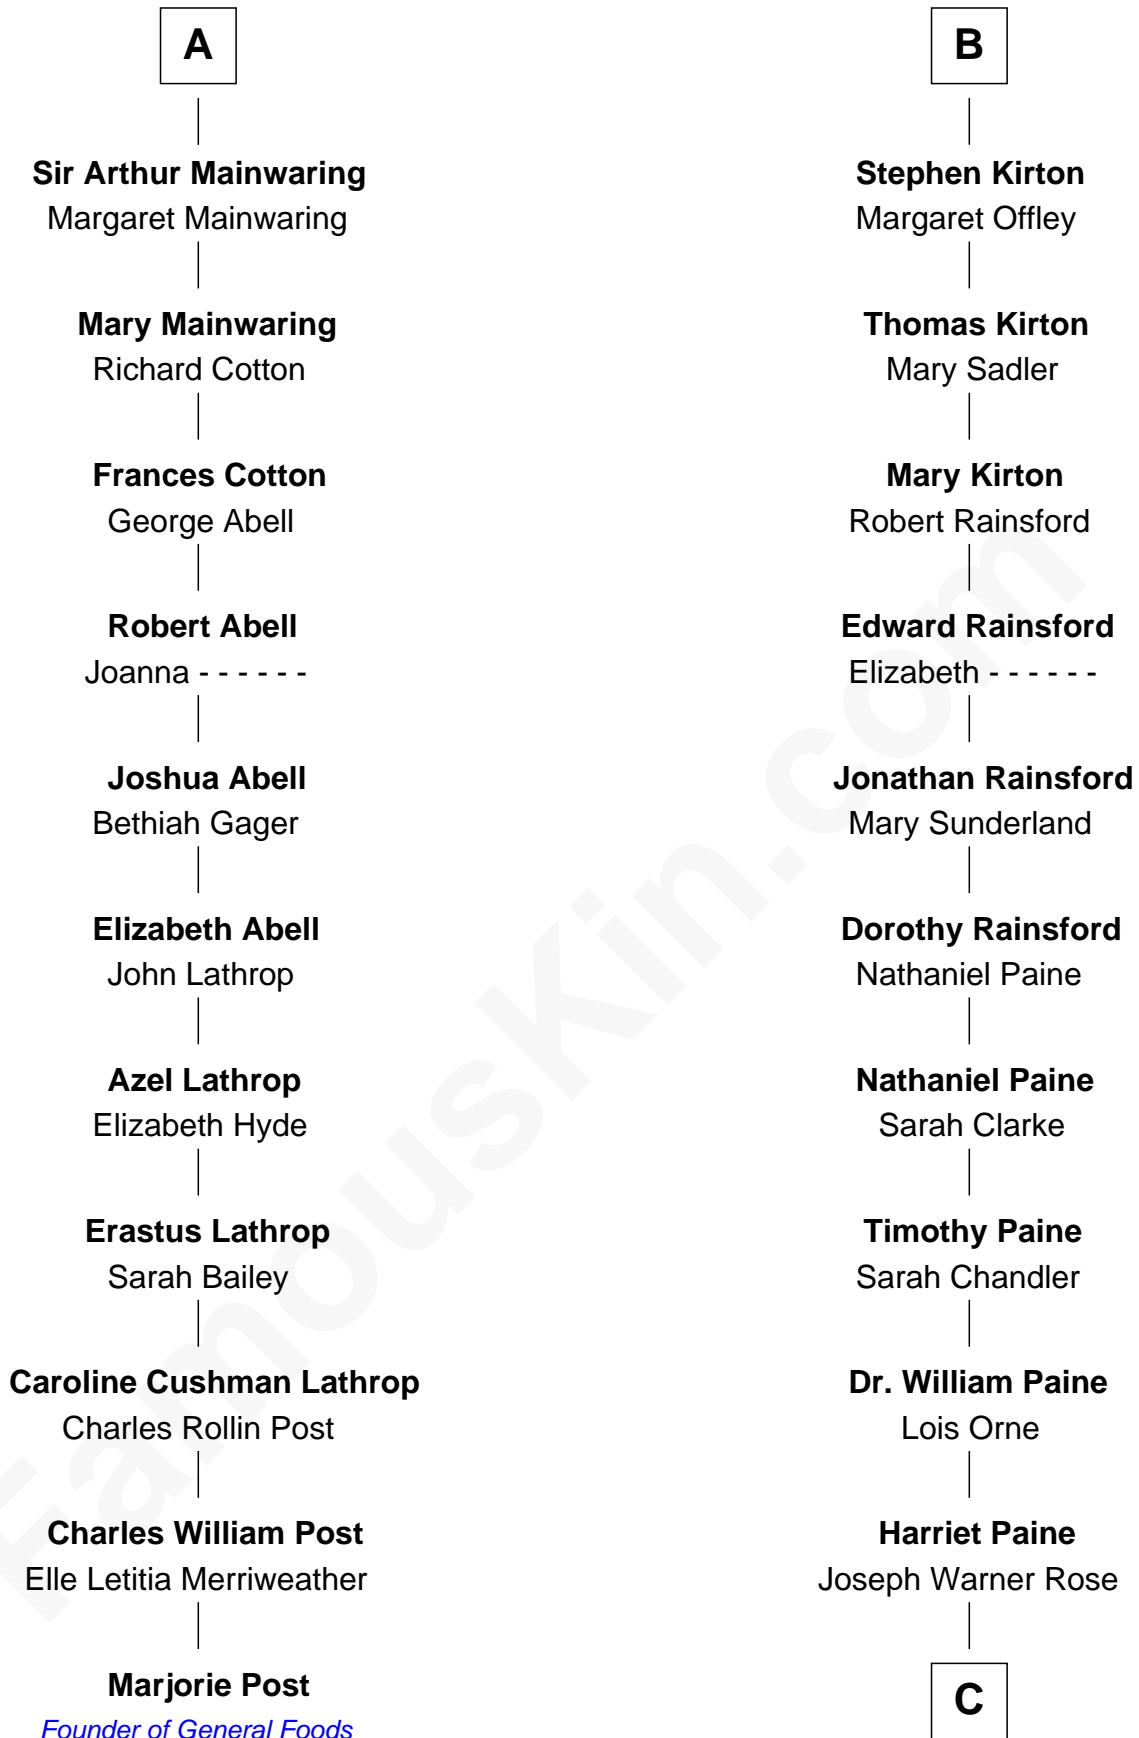 A
Sir Arthur Mainwaring
Margaret Mainwaring
Mary Mainwaring
Richard Cotton
Frances Cotton
George Abell
Robert Abell
Joanna - - - - - -
Joshua Abell
Bethiah Gager
Elizabeth Abell
John Lathrop
Azel Lathrop
Elizabeth Hyde
Erastus Lathrop
Sarah Bailey
Caroline Cushman Lathrop
Charles Rollin Post
Charles William Post
Elle Letitia Merriweather
Marjorie Post
Founder of General Foods
B
Stephen Kirton
Margaret Offley
Thomas Kirton
Mary Sadler
Mary Kirton
Robert Rainsford
Edward Rainsford
Elizabeth - - - - - -
Jonathan Rainsford
Mary Sunderland
Dorothy Rainsford
Nathaniel Paine
Nathaniel Paine
Sarah Clarke
Timothy Paine
Sarah Chandler
Dr. William Paine
Lois Orne
Harriet Paine
Joseph Warner Rose
C
FamousKin.com